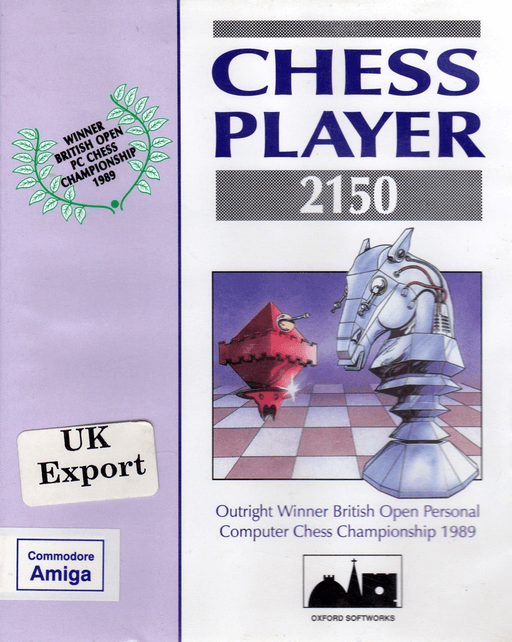 CHESS
PLAYER
2150
WINNER
BRITISH OPEN
PC CHESS
CHAMPIONSHIP
1989
UK
Export
Commodore
Amiga
Outright Winner British Open Personal
Computer Chess Championship 1989
OXFORD SOFTWORKS